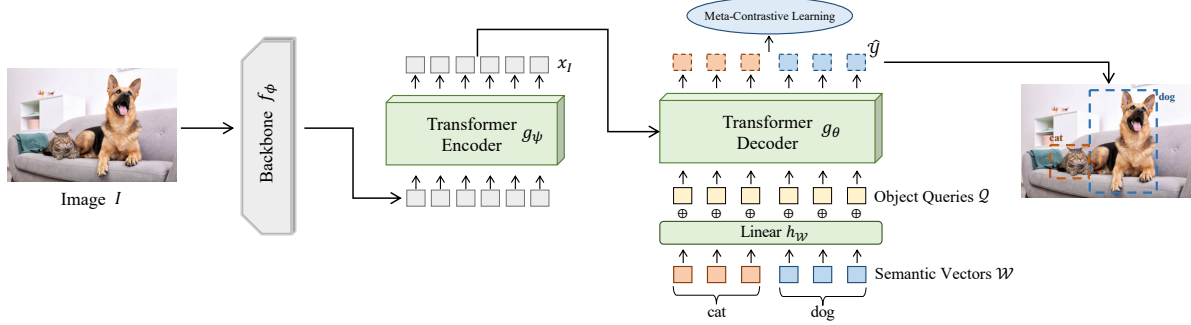 Meta-Contrastive Learning
x_I
ŷ
Backbone f_ϕ
Transformer
Encoder g_ψ
Transformer
Decoder g_θ
dog
cat
Image I
Object Queries 𝒬
⊕ ⊕ ⊕ ⊕ ⊕ ⊕
Linear h_𝒲
Semantic Vectors 𝒲
cat
dog